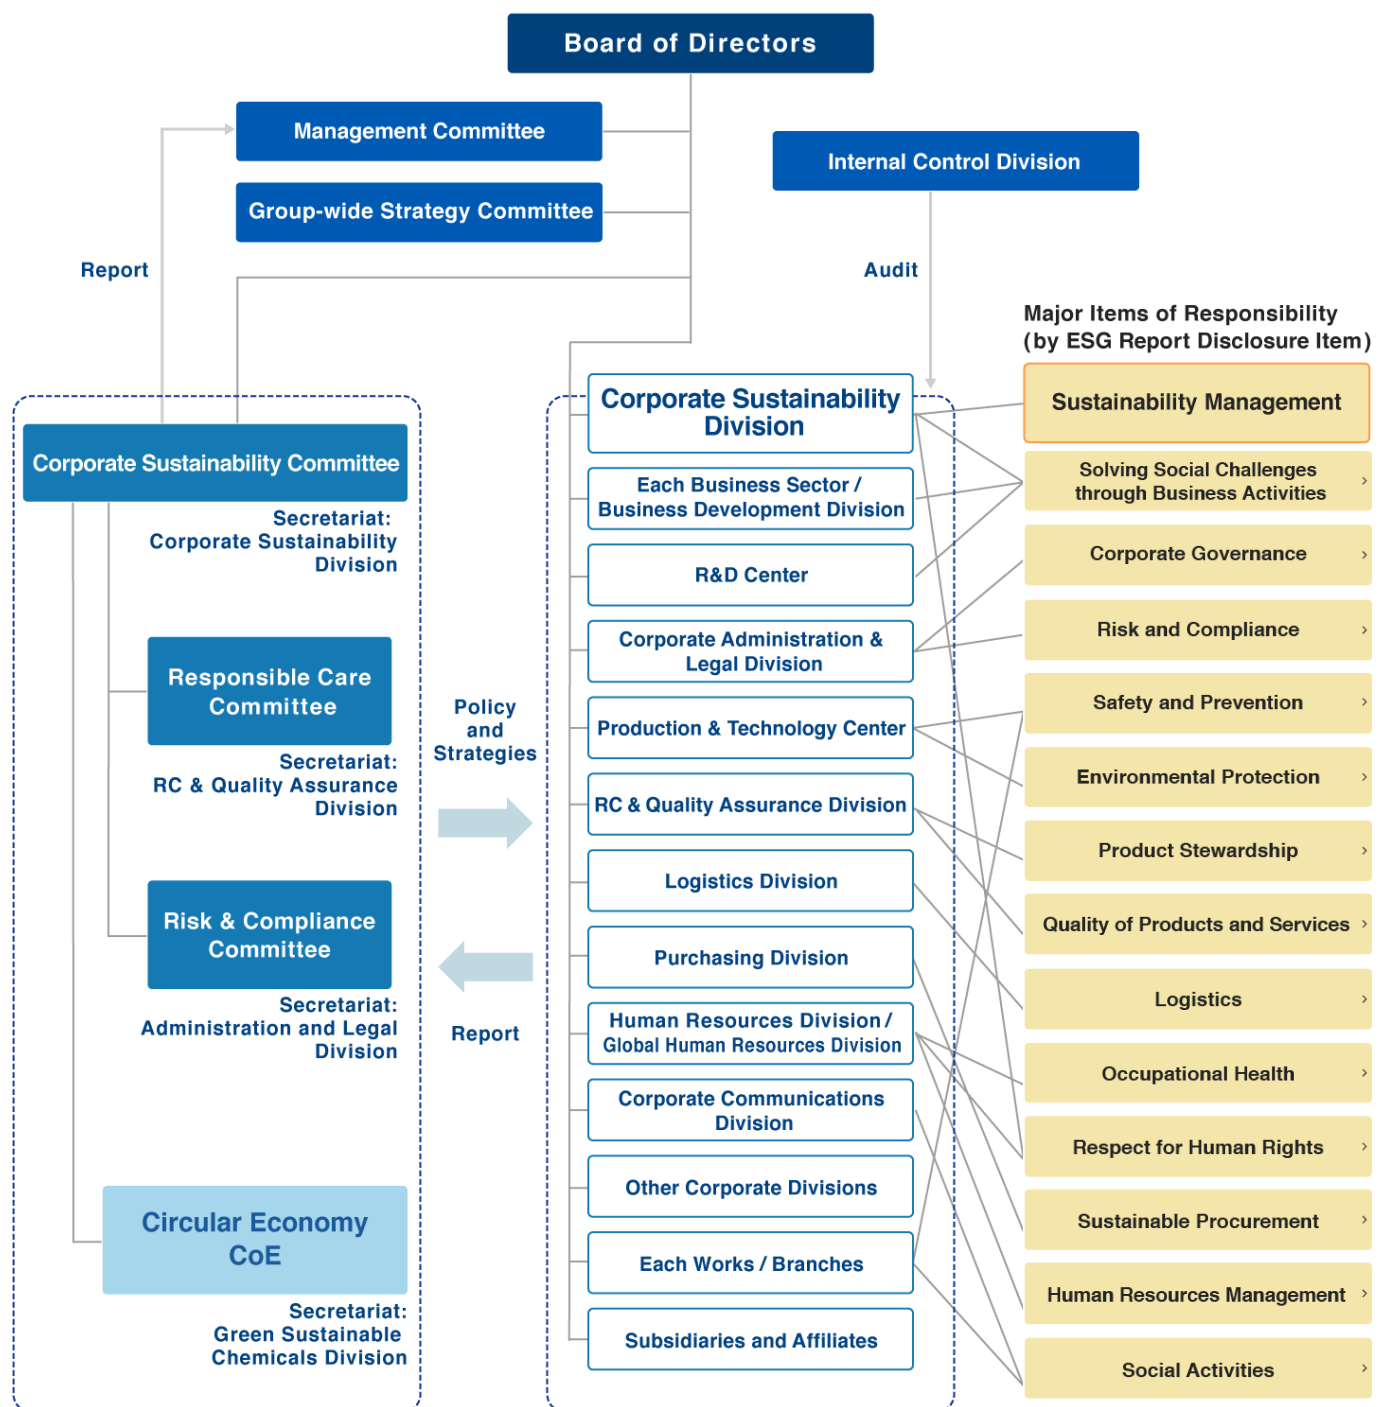 Board of Directors
Management Committee
Group-wide Strategy Committee
Internal Control Division
Report
Audit
Major Items of Responsibility
(by ESG Report Disclosure Item)
Corporate Sustainability Committee
Secretariat:
Corporate Sustainability
Division
Responsible Care
Committee
Secretariat:
RC & Quality Assurance
Division
Risk & Compliance
Committee
Secretariat:
Administration and Legal
Division
Circular Economy
CoE
Secretariat:
Green Sustainable
Chemicals Division
Policy
and
Strategies
Report
Corporate Sustainability
Division
Each Business Sector /
Business Development Division
R&D Center
Corporate Administration &
Legal Division
Production & Technology Center
RC & Quality Assurance Division
Logistics Division
Purchasing Division
Human Resources Division /
Global Human Resources Division
Corporate Communications
Division
Other Corporate Divisions
Each Works / Branches
Subsidiaries and Affiliates
Sustainability Management
Solving Social Challenges
through Business Activities
Corporate Governance
Risk and Compliance
Safety and Prevention
Environmental Protection
Product Stewardship
Quality of Products and Services
Logistics
Occupational Health
Respect for Human Rights
Sustainable Procurement
Human Resources Management
Social Activities